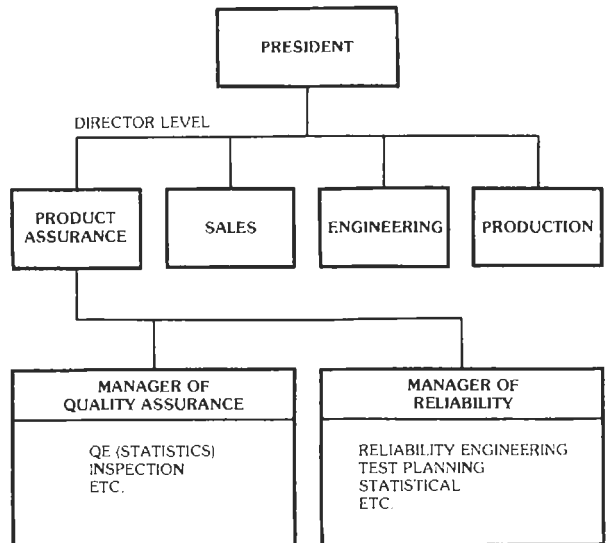 PRESIDENT
DIRECTOR LEVEL
PRODUCT
ASSURANCE
SALES
ENGINEERING
PRODUCTION
MANAGER OF
QUALITY ASSURANCE
QE (STATISTICS)
INSPECTION
ETC.
MANAGER OF
RELIABILITY
RELIABILITY ENGINEERING
TEST PLANNING
STATISTICAL
ETC.